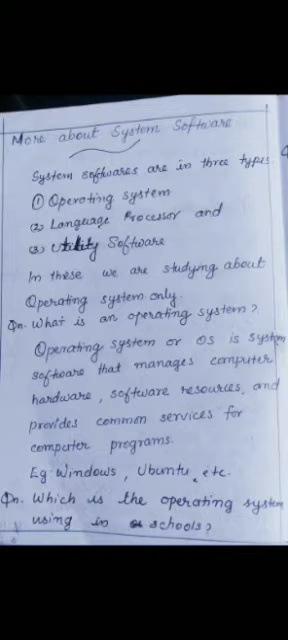 More about System Software
System softwares are in three types.
① Operating system
(2) Language Processor and
(3) Utility Software
In these we are studying about
Operating system only.
Qn. What is an operating system?
Operating system or OS is system
software that manages computer
hardware, software resources, and
provides common services for
computer programs.
Eg. Windows, Ubuntu, etc.
Qn. Which is the operating system
using in schools?